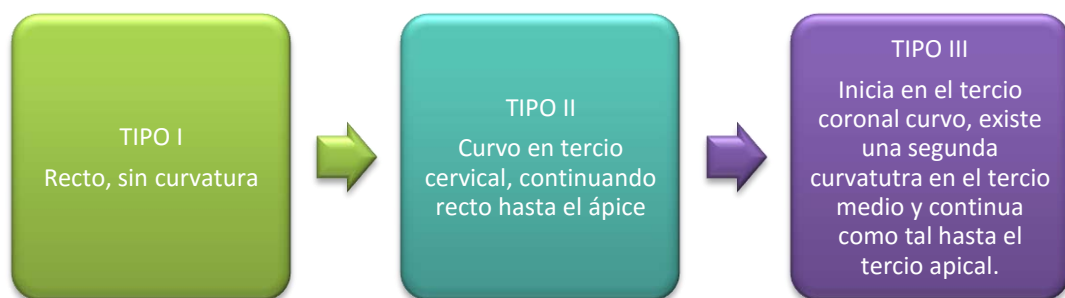 TIPO I
Recto, sin curvatura
TIPO II
Curvo en tercio
cervical, continuando
recto hasta el ápice
TIPO III
Inicia en el tercio
coronal curvo, existe
una segunda
curvatutra en el tercio
medio y continua
como tal hasta el
tercio apical.